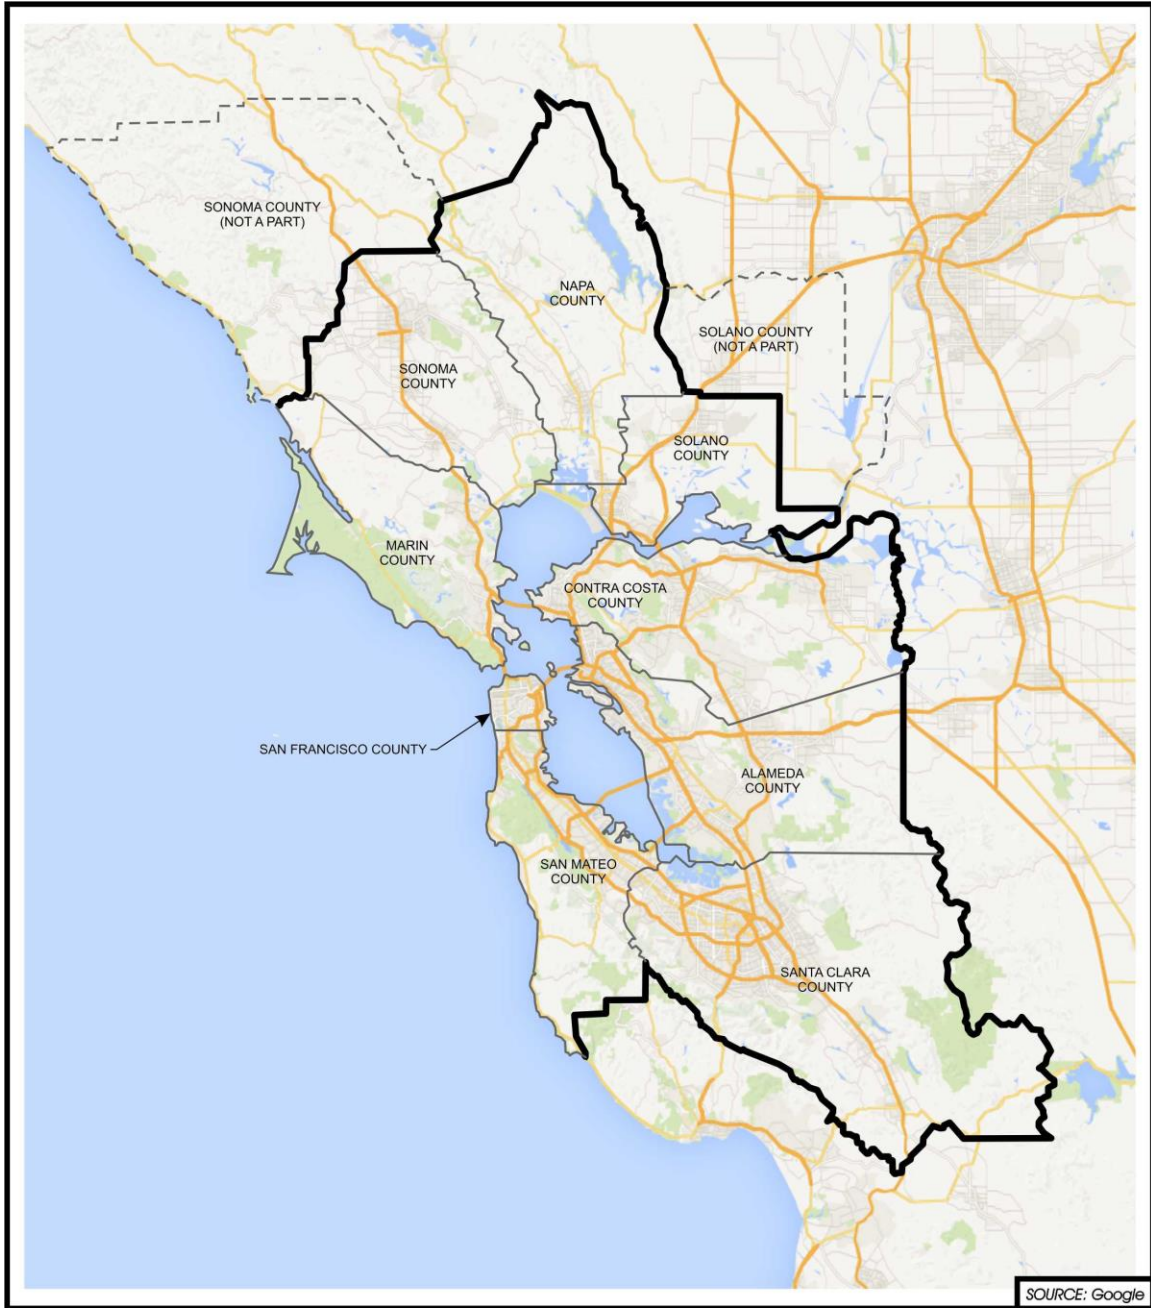 SONOMA COUNTY
(NOT A PART)
NAPA
COUNTY
SOLANO COUNTY
(NOT A PART)
SONOMA
COUNTY
SOLANO
COUNTY
MARIN
COUNTY
CONTRA COSTA
COUNTY
SAN FRANCISCO COUNTY
ALAMEDA
COUNTY
SAN MATEO
COUNTY
SANTA CLARA
COUNTY
SOURCE: Google